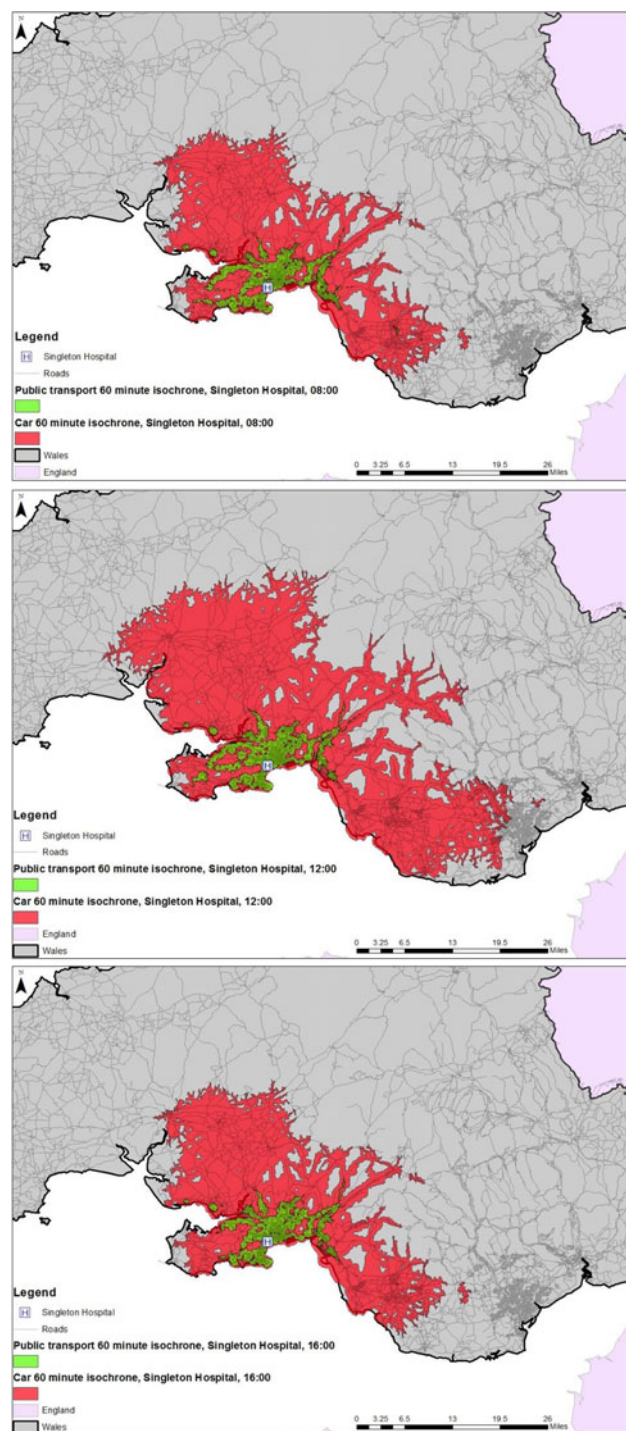 N
Legend
H Singleton Hospital
Roads
Public transport 60 minute isochrone, Singleton Hospital, 08:00
Car 60 minute isochrone, Singleton Hospital, 08:00
Wales
England
0 3.25 6.5 13 19.5 26
Miles
H
N
Legend
H Singleton Hospital
Roads
Public transport 60 minute isochrone, Singleton Hospital, 12:00
Car 60 minute isochrone, Singleton Hospital, 12:00
England
Wales
0 3.25 6.5 13 19.5 26
Miles
H
N
Legend
H Singleton Hospital
Roads
Public transport 60 minute isochrone, Singleton Hospital, 16:00
Car 60 minute isochrone, Singleton Hospital, 16:00
England
Wales
0 3.25 6.5 13 19.5 26
Miles
H